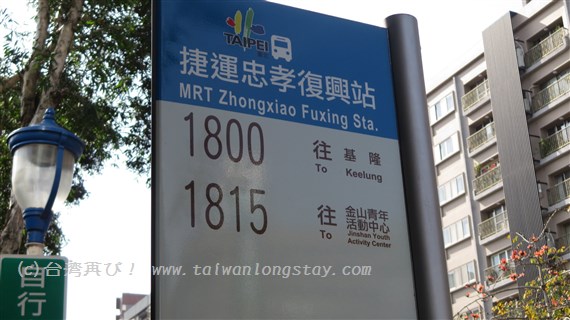 TAIPEI
捷運忠孝復興站
MRT Zhongxiao Fuxing Sta.
1800 往 基隆
To Keelung
1815 往 金山青年
活動中心
To Jinshan Youth
Activity Center
自行
(c) 台湾再び！ www.taiwanlongstay.com